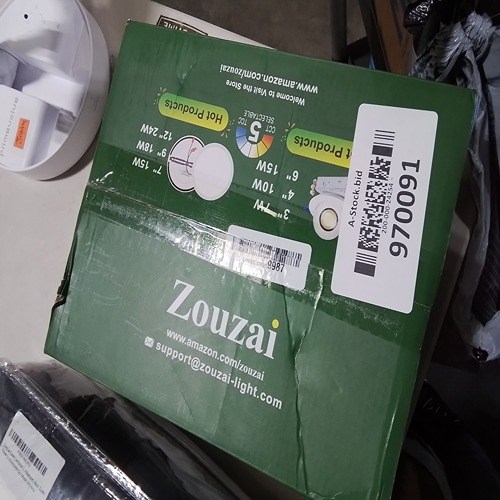 www.amazon.com/zouzai
Welcome to Visit the Store
Hot Products
Hot Products
5
CCT
SELECTABLE
7" 15W
9" 18W
12" 24W
3" 7W
4" 10W
6" 15W
A-Stock.bid
970091
Zouzai
www.amazon.com/zouzai
support@zouzai-light.com